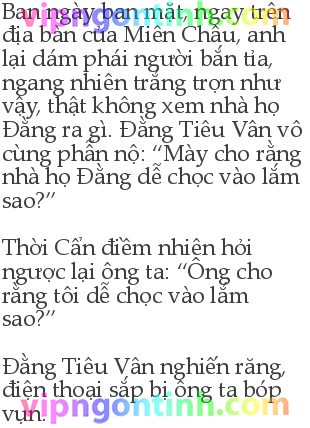 Ban ngày ban mặt, ngay trên
địa bàn của Miên Châu, anh
lại dám phái người bắn tỉa,
ngang nhiên trắng trợn như
vậy, thật không xem nhà họ
Đằng ra gì. Đằng Tiêu Vân vô
cùng phẫn nộ: “Mày cho rằng
nhà họ Đằng dễ chọc vào lắm
sao?”
Thời Cẩn điềm nhiên hỏi
ngược lại ông ta: “Ông cho
rằng tôi dễ chọc vào lắm
sao?”
Đằng Tiêu Vân nghiến răng,
điện thoại sắp bị ông ta bóp
vụn.
vipngontinh.com
vipngontinh.com